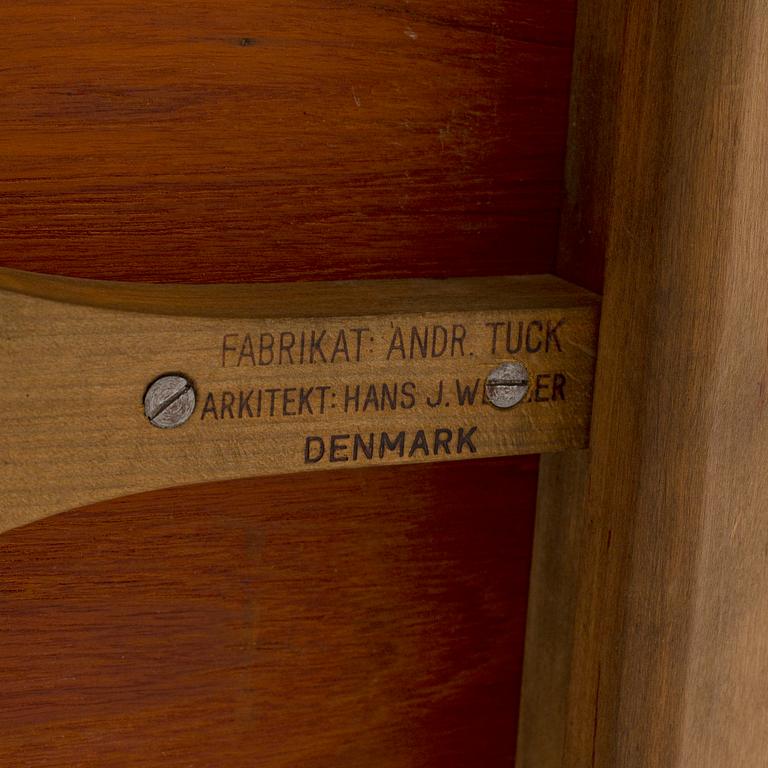 FABRIKAT: ANDR. TUCK
ARKITEKT: HANS J.
DENMARK